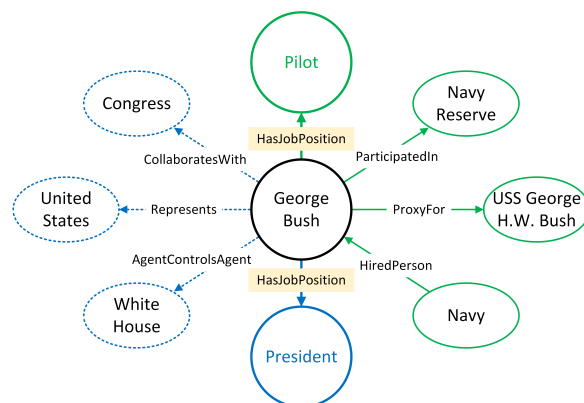 Pilot
Congress
Navy
Reserve
HasJobPosition
CollaboratesWith
ParticipatedIn
United
States
Represents
George
Bush
ProxyFor
USS George
H.W. Bush
AgentControlsAgent
HiredPerson
HasJobPosition
White
House
Navy
President